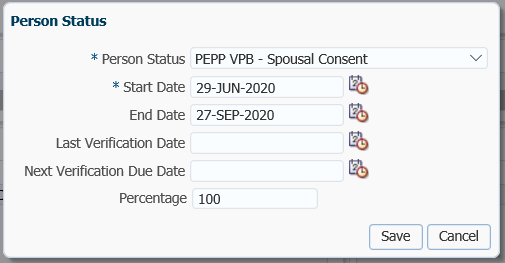 Person Status
* Person Status PEPP VPB - Spousal Consent
* Start Date 29-JUN-2020
End Date 27-SEP-2020
Last Verification Date
Next Verification Due Date
Percentage 100
Save Cancel